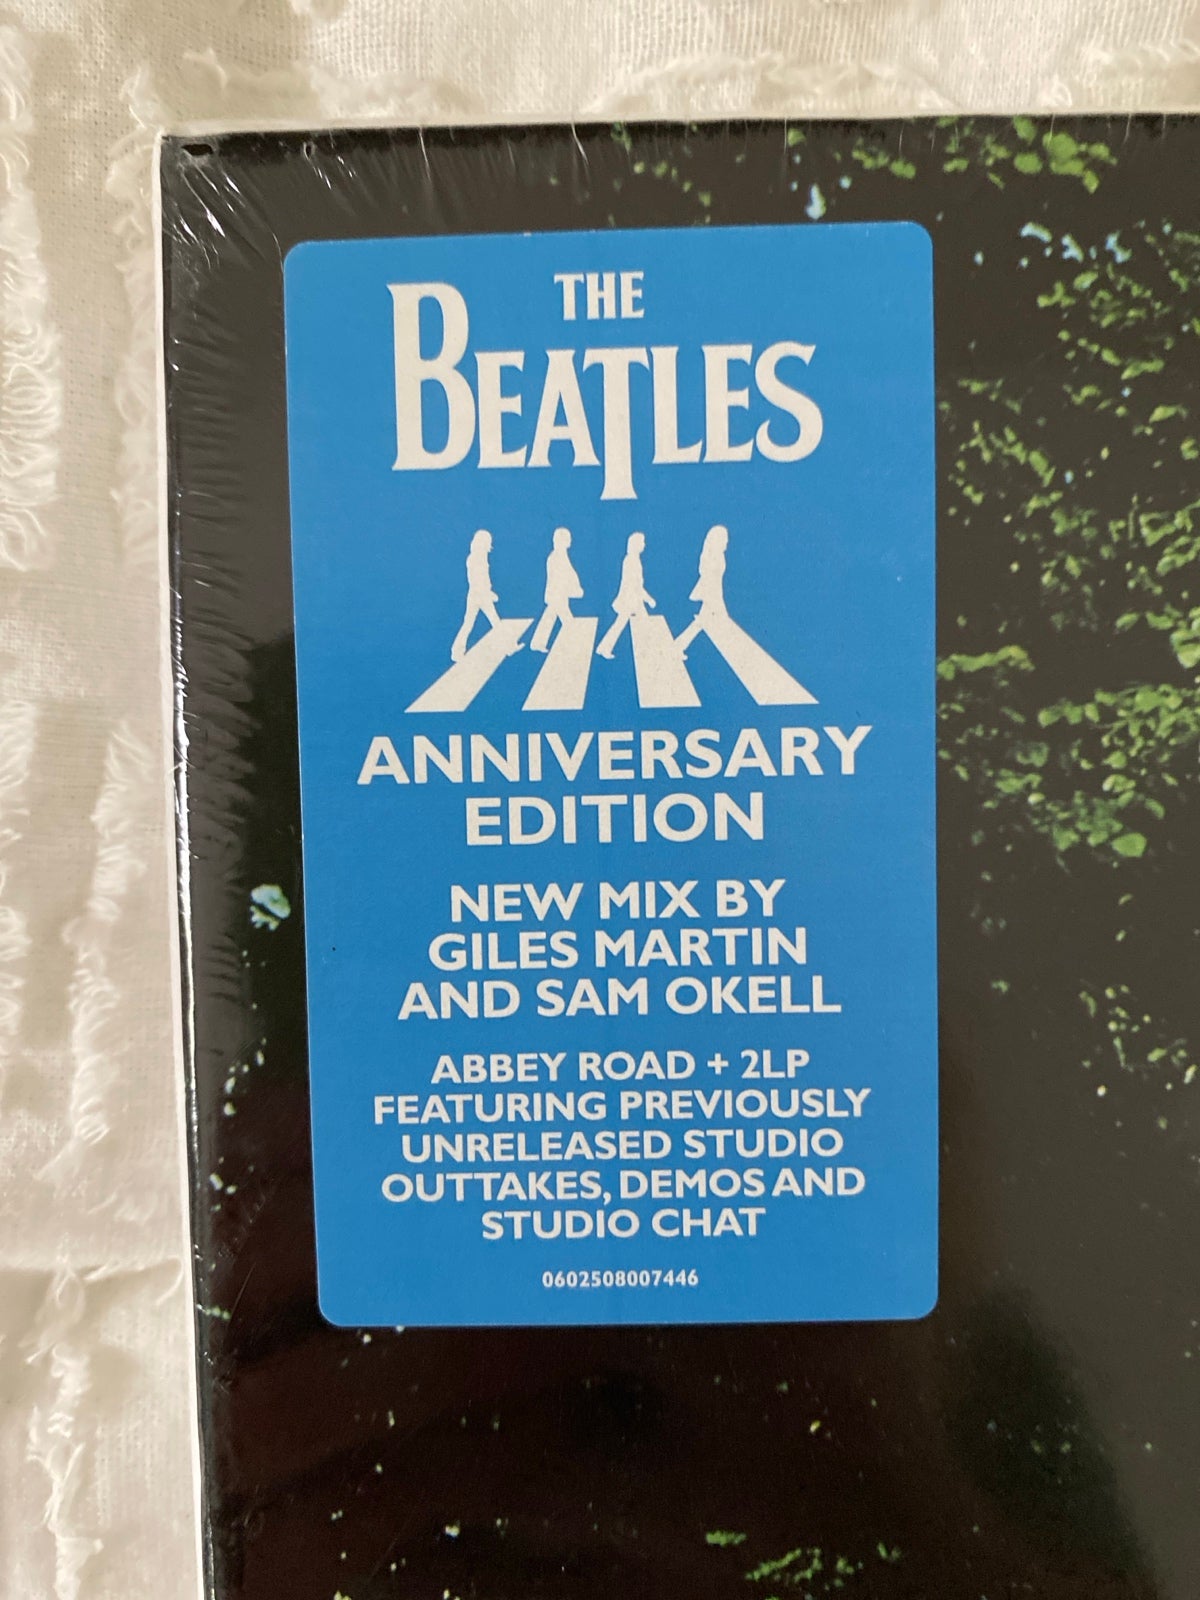 THE
BEATLES
ANNIVERSARY
EDITION
NEW MIX BY
GILES MARTIN
AND SAM OKELL
ABBEY ROAD + 2LP
FEATURING PREVIOUSLY
UNRELEASED STUDIO
OUTTAKES, DEMOS AND
STUDIO CHAT
0602508007446